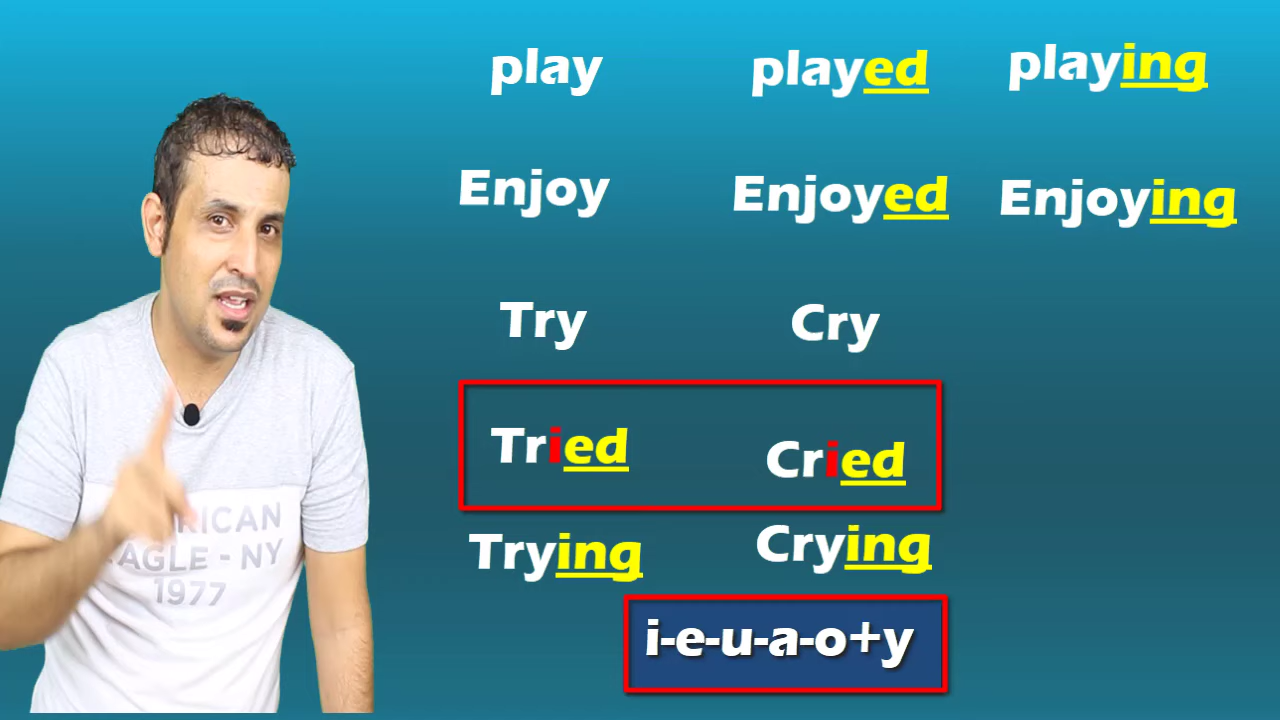 play played playing
Enjoy Enjoyed Enjoying
Try Cry
Tried Cried
Trying Crying
i-e-u-a-o+y
RICAN
AGLE - NY
1977